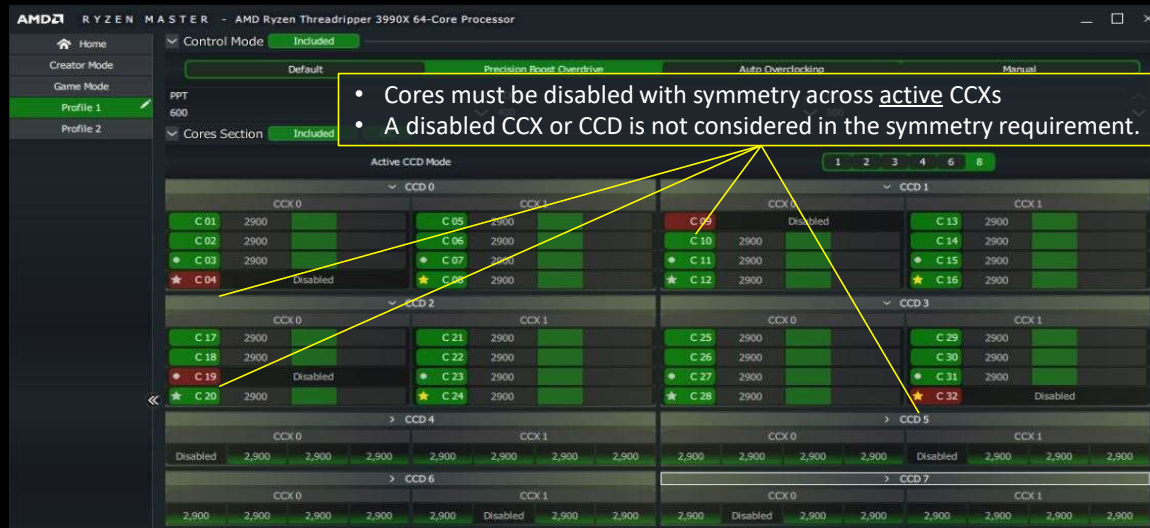 AMD RYZEN MASTER - AMD Ryzen Threadripper 3990X 64-Core Processor
Home
Creator Mode
Game Mode
Profile 1
Profile 2
Control Mode Included
Default Precision Boost Overdrive Auto Overclocking Manual
• Cores must be disabled with symmetry across active CCXs
• A disabled CCX or CCD is not considered in the symmetry requirement.
PPT
600
Cores Section Included
Active CCD Mode 1 2 3 4 6 8
CCD 0 CCD 1
CCX 0 CCX 1 CCX 0 CCX 1
C 01 2900 C 05 2900 C 09 Disabled C 13 2900
C 02 2900 C 06 2900 C 10 2900 C 14 2900
C 03 2900 C 07 2900 C 11 2900 C 15 2900
C 04 Disabled C 08 2900 C 12 2900 C 16 2900
CCD 2 CCD 3
CCX 0 CCX 1 CCX 0 CCX 1
C 17 2900 C 21 2900 C 25 2900 C 29 2900
C 18 2900 C 22 2900 C 26 2900 C 30 2900
C 19 Disabled C 23 2900 C 27 2900 C 31 2900
C 20 2900 C 24 2900 C 28 2900 C 32 Disabled
CCD 4 CCD 5
CCX 0 CCX 1 CCX 0 CCX 1
Disabled 2,900 2,900 2,900 2,900 2,900 2,900 2,900 2,900 2,900 2,900 2,900 Disabled 2,900 2,900 2,900
CCD 6 CCD 7
CCX 0 CCX 1 CCX 0 CCX 1
2,900 2,900 2,900 2,900 2,900 Disabled 2,900 2,900 2,900 Disabled 2,900 2,900 2,900 2,900 2,900 2,900